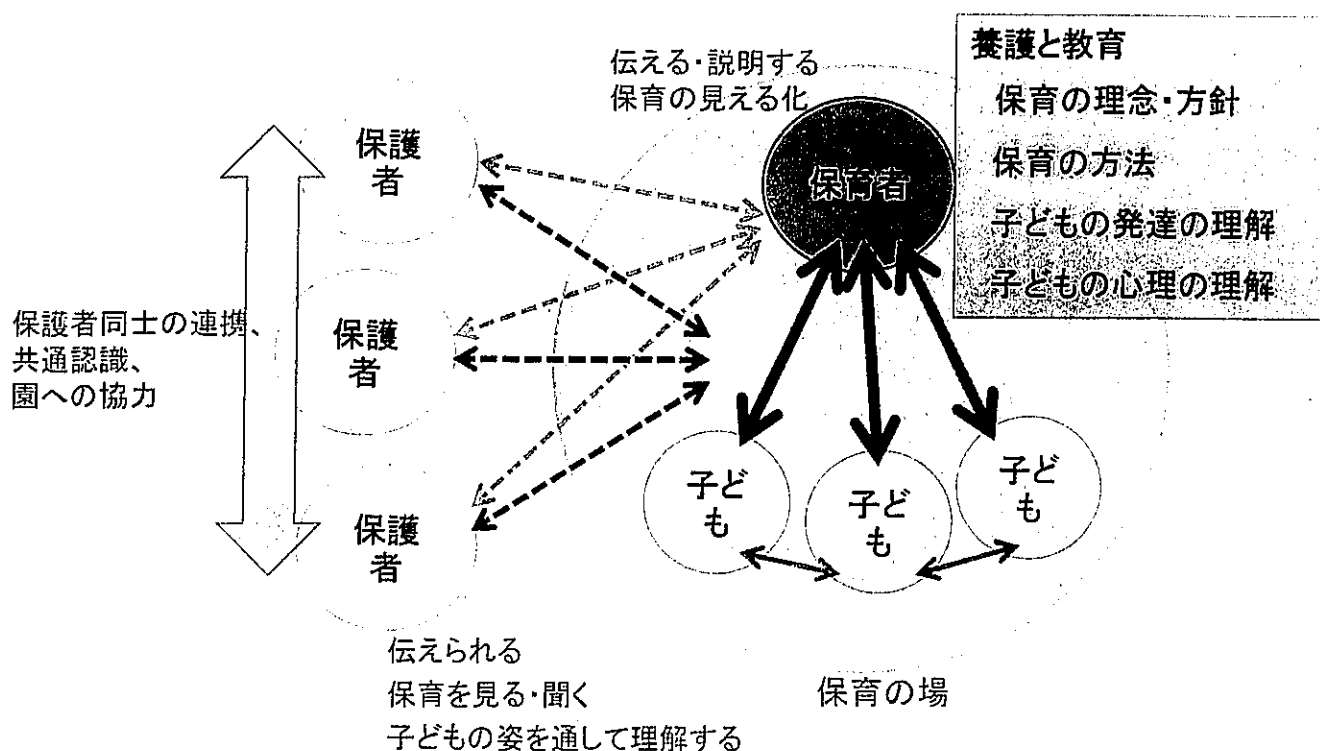 伝える・説明する
保育の見える化
養護と教育
保育の理念・方針
保育の方法
子どもの発達の理解
子どもの心理の理解
保育者
保護
者
保護
者
保護
者
保護者同士の連携、
共通認識、
園への協力
子ど
も
子ど
も
子ど
も
伝えられる
保育を見る・聞く
子どもの姿を通して理解する
保育の場